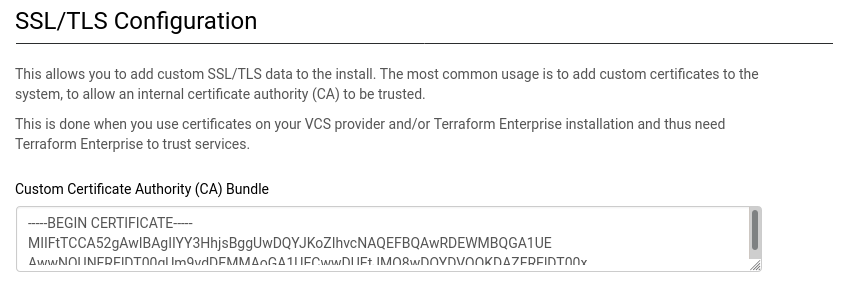 SSL/TLS Configuration
This allows you to add custom SSL/TLS data to the install. The most common usage is to add custom certificates to the
system, to allow an internal certificate authority (CA) to be trusted.
This is done when you use certificates on your VCS provider and/or Terraform Enterprise installation and thus need
Terraform Enterprise to trust services.
Custom Certificate Authority (CA) Bundle
-----BEGIN CERTIFICATE-----
MIIFtTCCA52gAwIBAgIIYY3HhjsBggUwDQYJKoZIhvcNAQEFBQAwRDEWMBQGA1UE